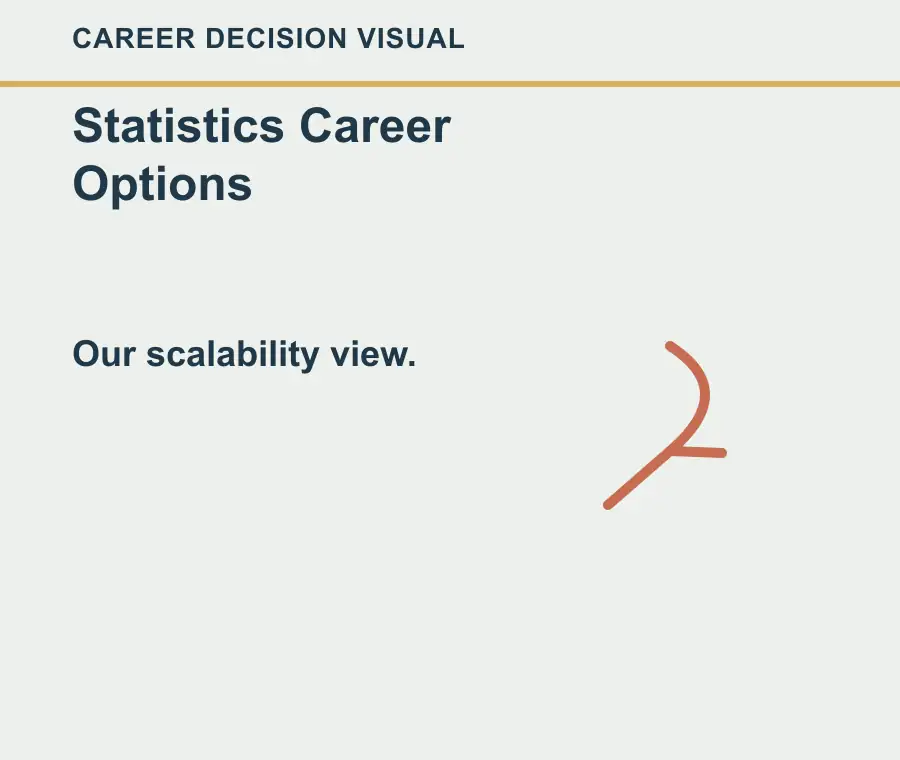 CAREER DECISION VISUAL
Statistics Career
Options
Our scalability view.